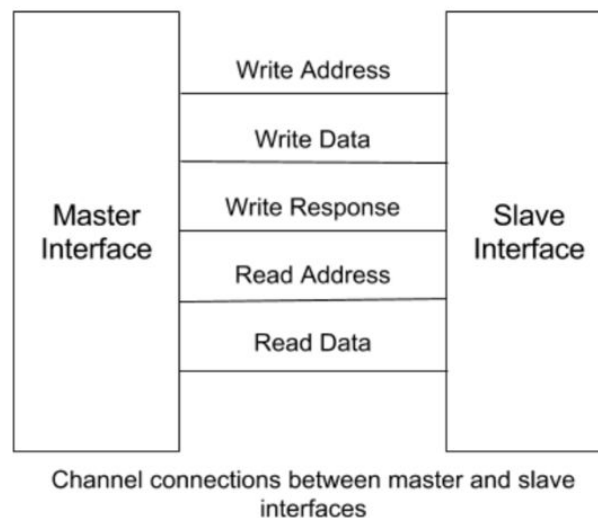 Write Address
Write Data
Master
Interface
Write Response
Slave
Interface
Read Address
Read Data
Channel connections between master and slave
interfaces